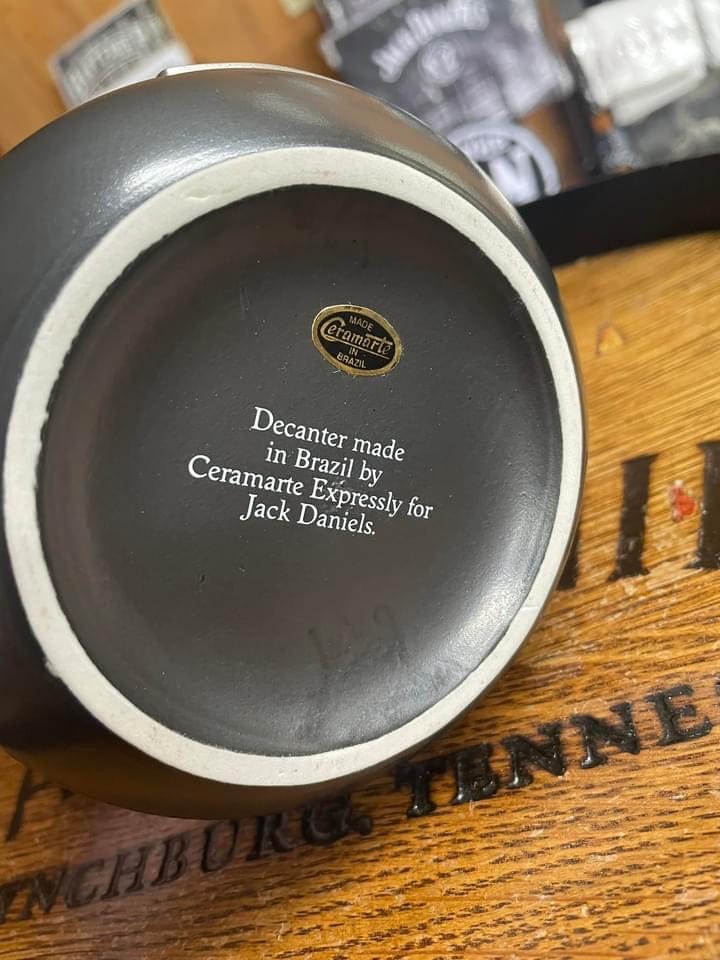 MADE
Ceramarte
IN
BRAZIL
Decanter made
in Brazil by
Ceramarte Expressly for
Jack Daniels.
LYNCHBURG, TENNE